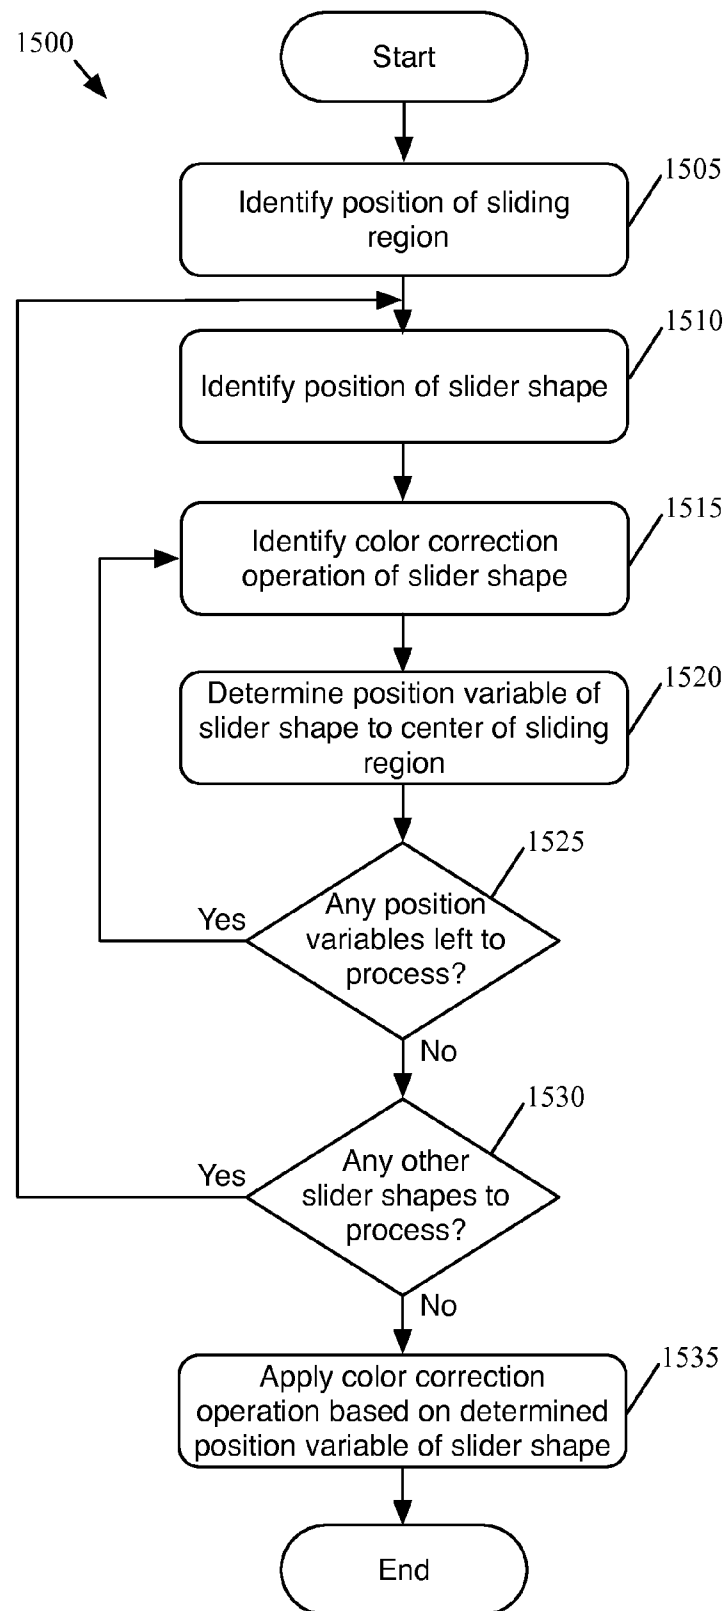 1500
Start
1505
Identify position of sliding
region
1510
Identify position of slider shape
1515
Identify color correction
operation of slider shape
1520
Determine position variable of
slider shape to center of sliding
region
1525
Any position
variables left to
process?
Yes
No
1530
Any other
slider shapes to
process?
Yes
No
1535
Apply color correction
operation based on determined
position variable of slider shape
End